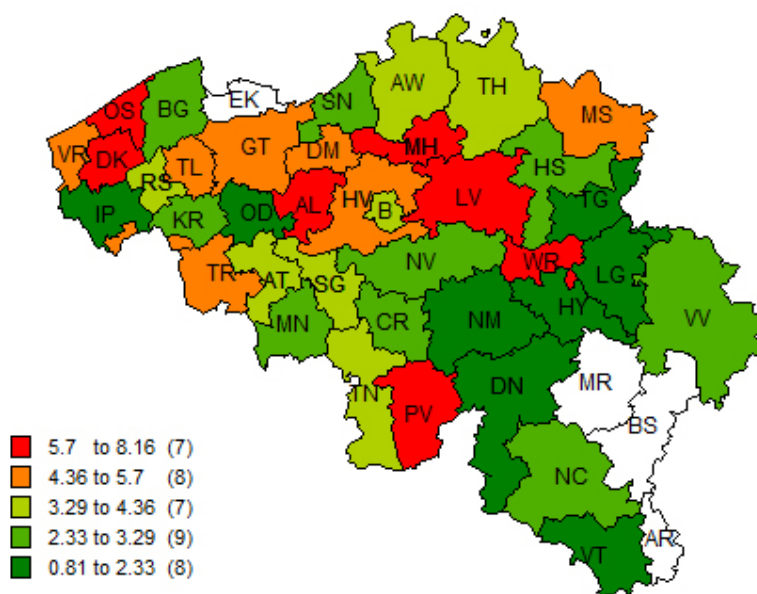 AW
TH
OS
BG
EK
SN
MS
VR
DK
RS
TL
GT
DM
MH
HS
IP
KR
OD
AL
HV
B
LV
TG
TR
AT
SG
NV
WR
LG
MN
CR
NM
HY
VV
TN
PV
DN
MR
BS
NC
VT
AR
5.7 to 8.16 (7)
4.36 to 5.7 (8)
3.29 to 4.36 (7)
2.33 to 3.29 (9)
0.81 to 2.33 (8)